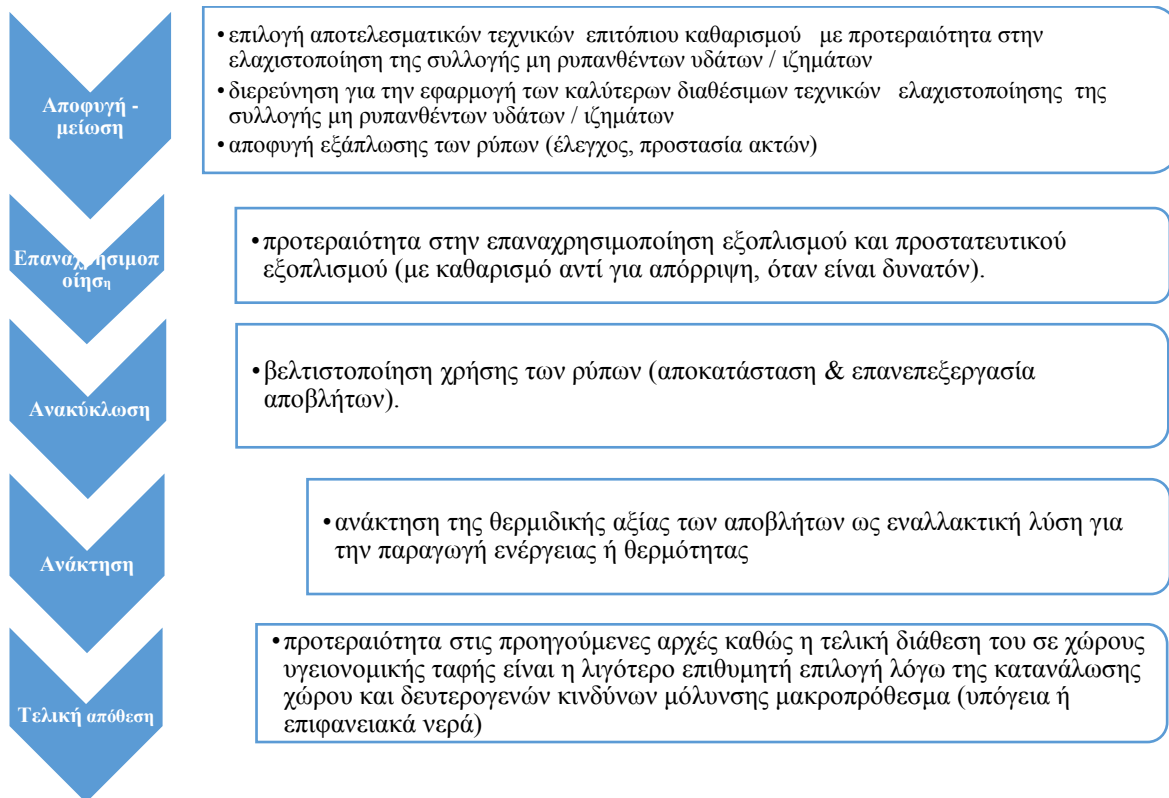 Αποφυγή -
μείωση
• επιλογή αποτελεσματικών τεχνικών επιτόπιου καθαρισμού με προτεραιότητα στην
ελαχιστοποίηση της συλλογής μη ρυπανθέντων υδάτων / ιζημάτων
• διερεύνηση για την εφαρμογή των καλύτερων διαθέσιμων τεχνικών ελαχιστοποίησης της
συλλογής μη ρυπανθέντων υδάτων / ιζημάτων
• αποφυγή εξάπλωσης των ρύπων (έλεγχος, προστασία ακτών)
Επαναχρησιμοπ
οίηση
• προτεραιότητα στην επαναχρησιμοποίηση εξοπλισμού και προστατευτικού
εξοπλισμού (με καθαρισμό αντί για απόρριψη, όταν είναι δυνατόν).
Ανακύκλωση
• βελτιστοποίηση χρήσης των ρύπων (αποκατάσταση & επανεπεξεργασία
αποβλήτων).
Ανάκτηση
• ανάκτηση της θερμιδικής αξίας των αποβλήτων ως εναλλακτική λύση για
την παραγωγή ενέργειας ή θερμότητας
Τελική απόθεση
• προτεραιότητα στις προηγούμενες αρχές καθώς η τελική διάθεση του σε χώρους
υγειονομικής ταφής είναι η λιγότερο επιθυμητή επιλογή λόγω της κατανάλωσης
χώρου και δευτερογενών κινδύνων μόλυνσης μακροπρόθεσμα (υπόγεια ή
επιφανειακά νερά)